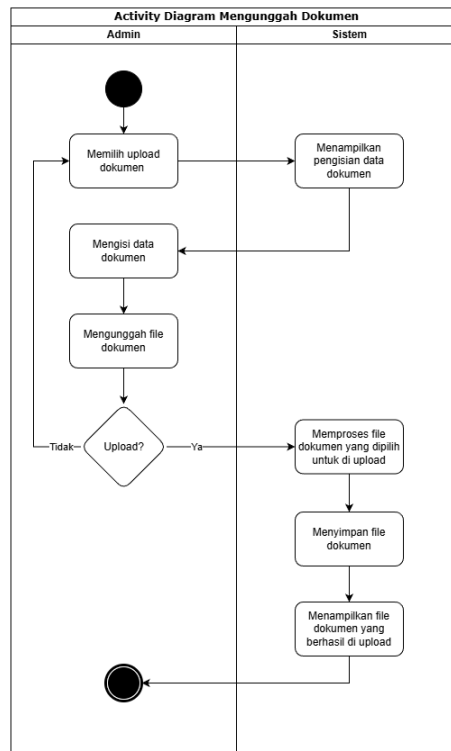 Activity Diagram Mengunggah Dokumen
Admin
Sistem
Memilih upload
dokumen
Menampilkan
pengisian data
dokumen
Mengisi data
dokumen
Mengunggah file
dokumen
Tidak
Upload?
Ya
Memproses file
dokumen yang dipilih
untuk di upload
Menyimpan file
dokumen
Menampilkan file
dokumen yang
berhasil di upload